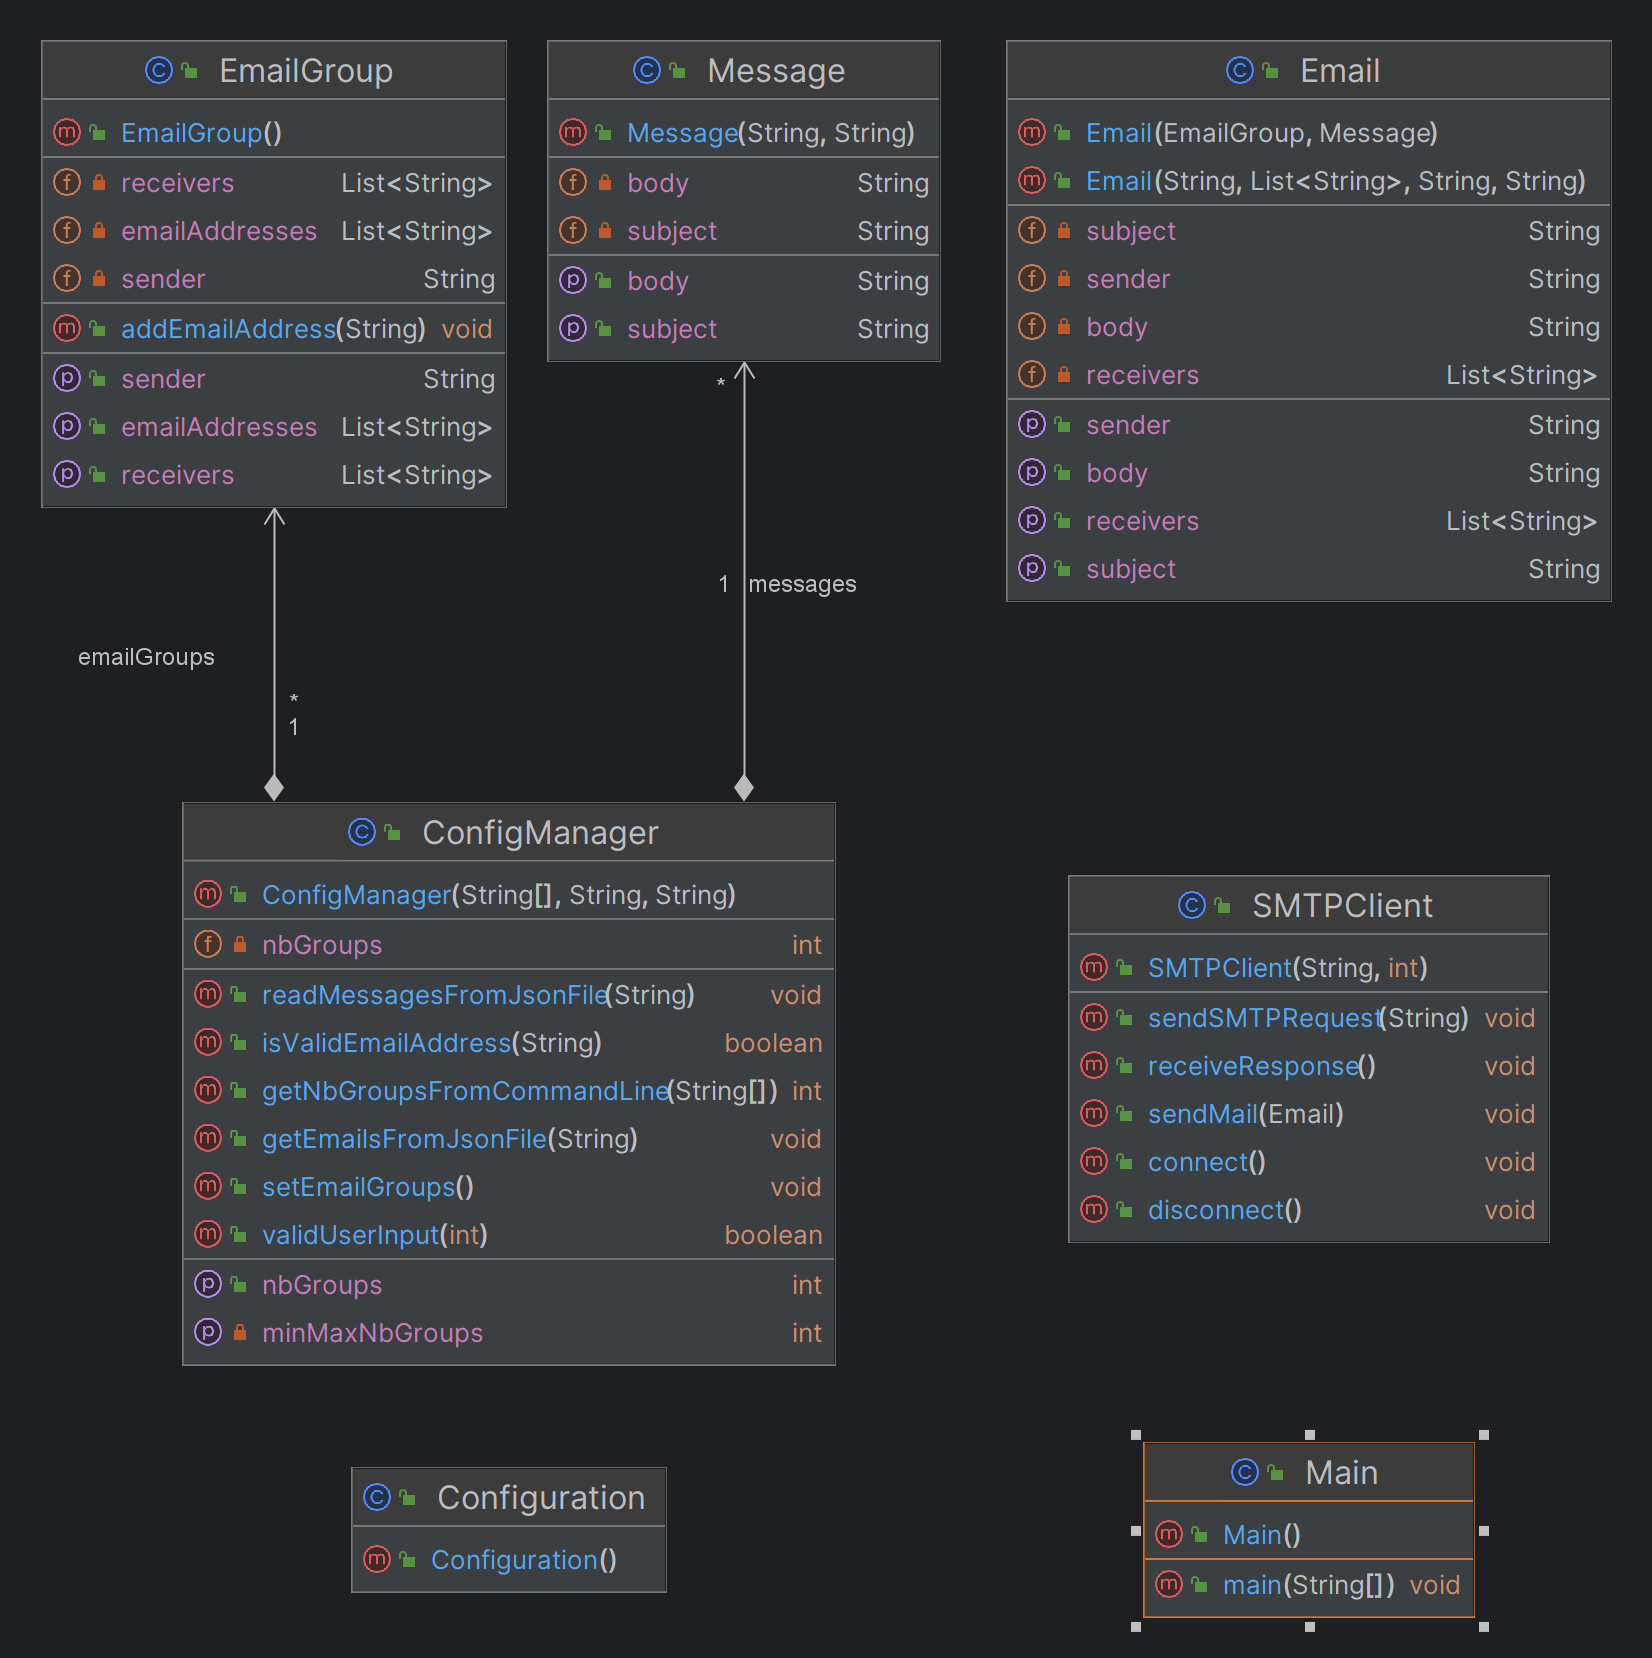 EmailGroup
EmailGroup()
receivers List<String>
emailAddresses List<String>
sender String
addEmailAddress(String) void
sender String
emailAddresses List<String>
receivers List<String>
Message
Message(String, String)
body String
subject String
body String
subject String
Email
Email(EmailGroup, Message)
Email(String, List<String>, String, String)
subject String
sender String
body String
receivers List<String>
sender String
body String
receivers List<String>
subject String
*
1 messages
emailGroups
*
1
ConfigManager
ConfigManager(String[], String, String)
nbGroups int
readMessagesFromJsonFile(String) void
isValidEmailAddress(String) boolean
getNbGroupsFromCommandLine(String[]) int
getEmailsFromJsonFile(String) void
setEmailGroups() void
validUserInput(int) boolean
nbGroups int
minMaxNbGroups int
SMTPClient
SMTPClient(String, int)
sendSMTPRequest(String) void
receiveResponse() void
sendMail(Email) void
connect() void
disconnect() void
Configuration
Configuration()
Main
Main()
main(String[]) void